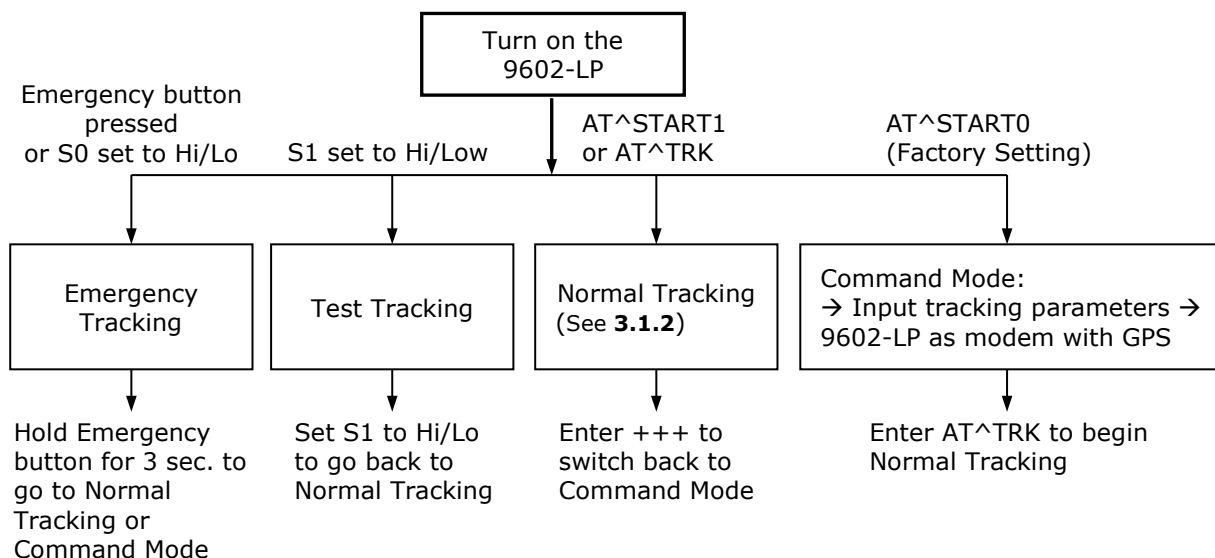 Turn on the
9602-LP
Emergency button
pressed
or S0 set to Hi/Lo
S1 set to Hi/Low
AT^START1
or AT^TRK
AT^START0
(Factory Setting)
Emergency
Tracking
Test Tracking
Normal Tracking
(See 3.1.2)
Command Mode:
→ Input tracking parameters →
9602-LP as modem with GPS
Hold Emergency
button for 3 sec. to
go to Normal
Tracking or
Command Mode
Set S1 to Hi/Lo
to go back to
Normal Tracking
Enter +++ to
switch back to
Command Mode
Enter AT^TRK to begin
Normal Tracking